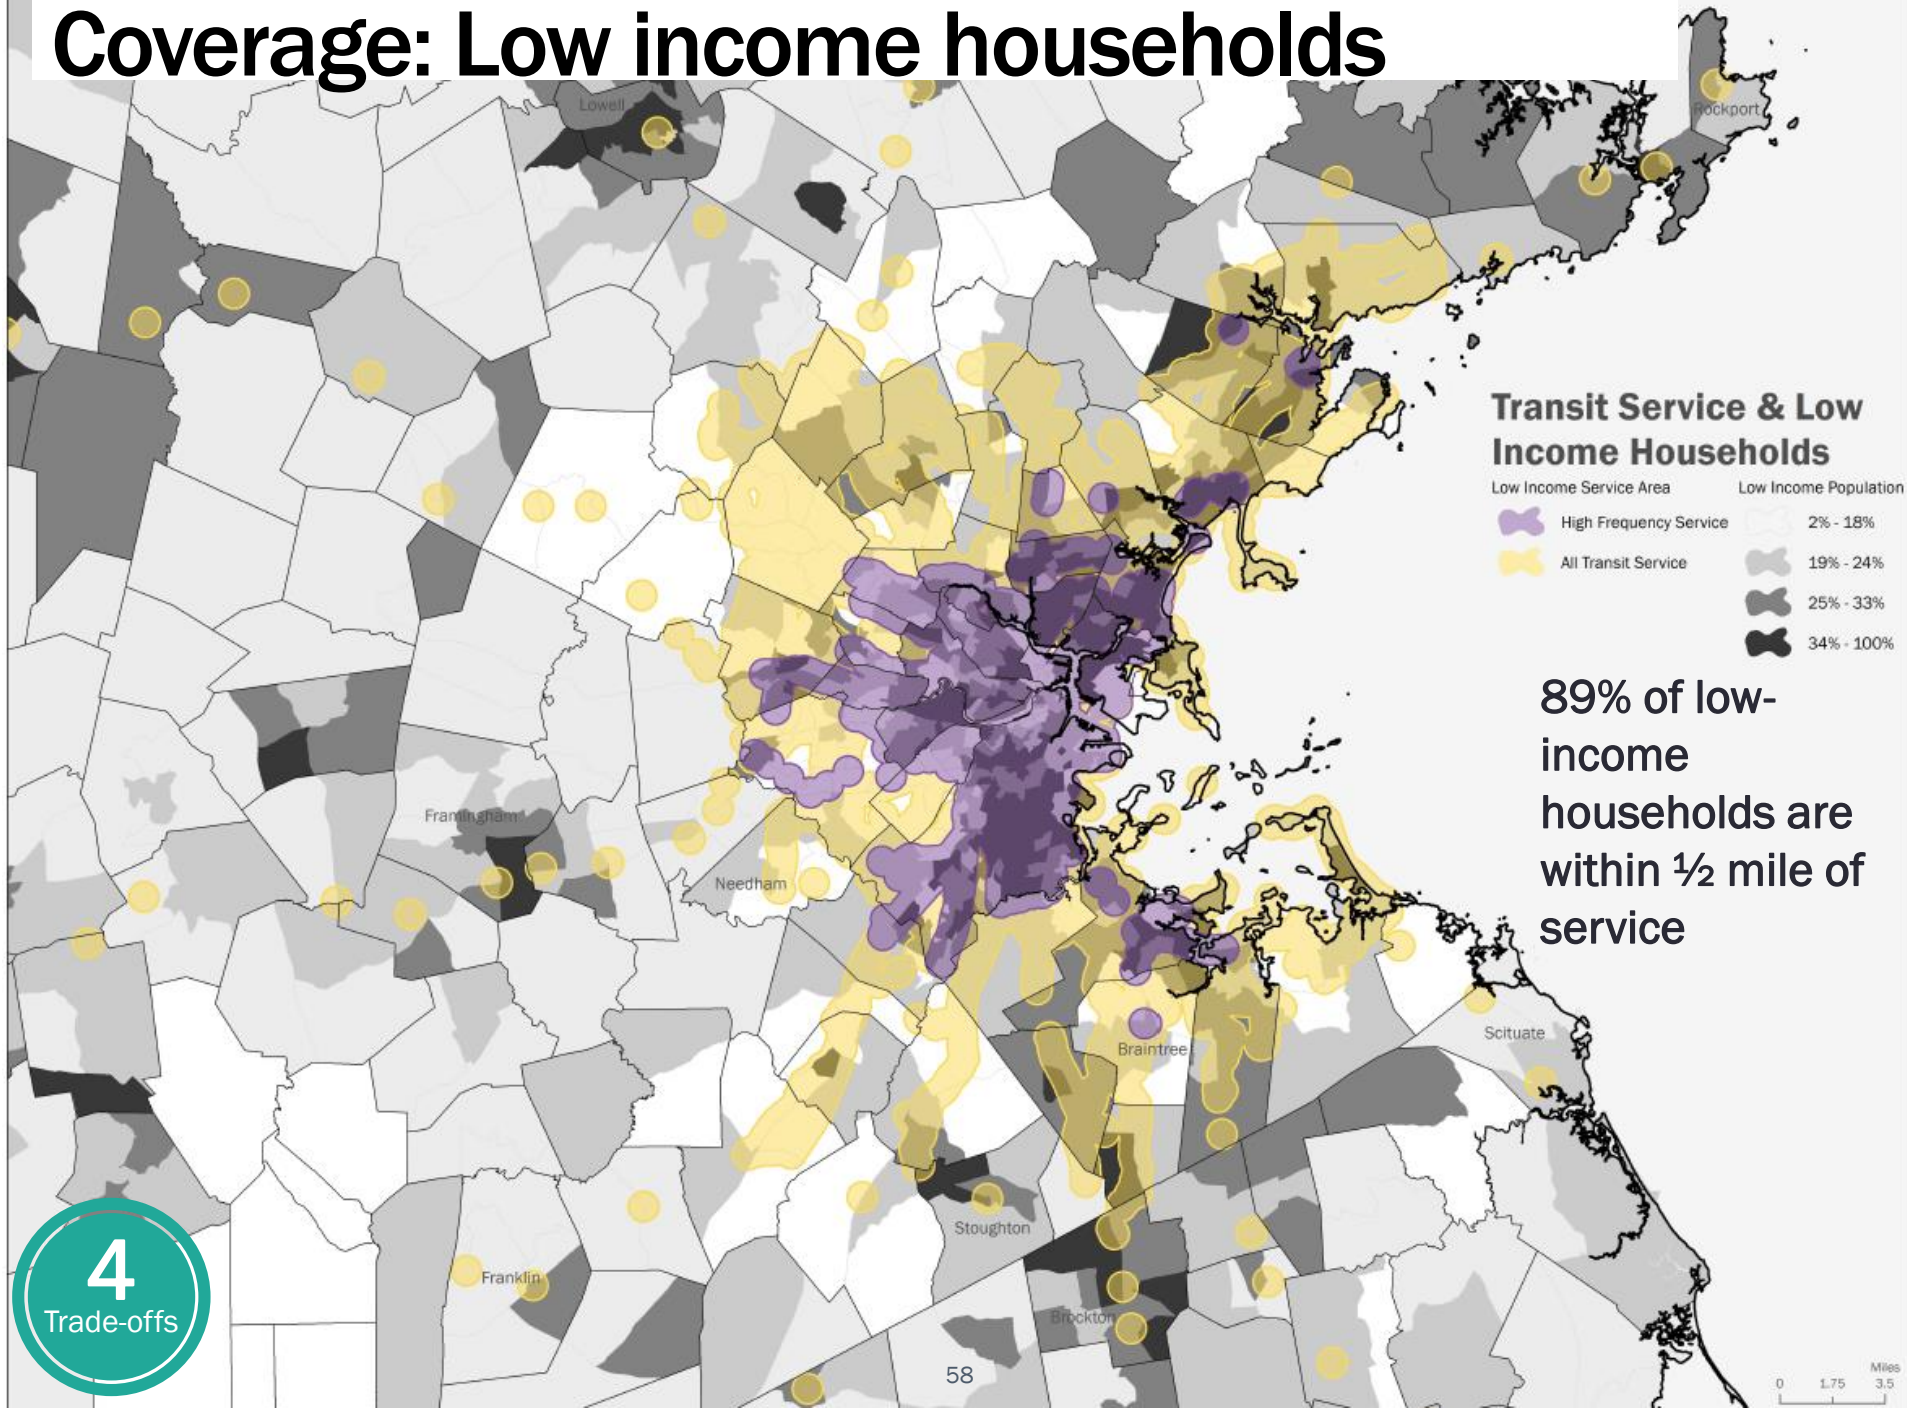 Coverage: Low income households
Lowell
Rockport
Transit Service & Low
Income Households
Low Income Service Area
Low Income Population
High Frequency Service
2% - 18%
All Transit Service
19% - 24%
25% - 33%
34% - 100%
89% of low-
income
households are
within ½ mile of
service
Framingham
Needham
Scituate
Braintree
Stoughton
Franklin
Brockton
4
Trade-offs
58
Miles
0 1.75 3.5